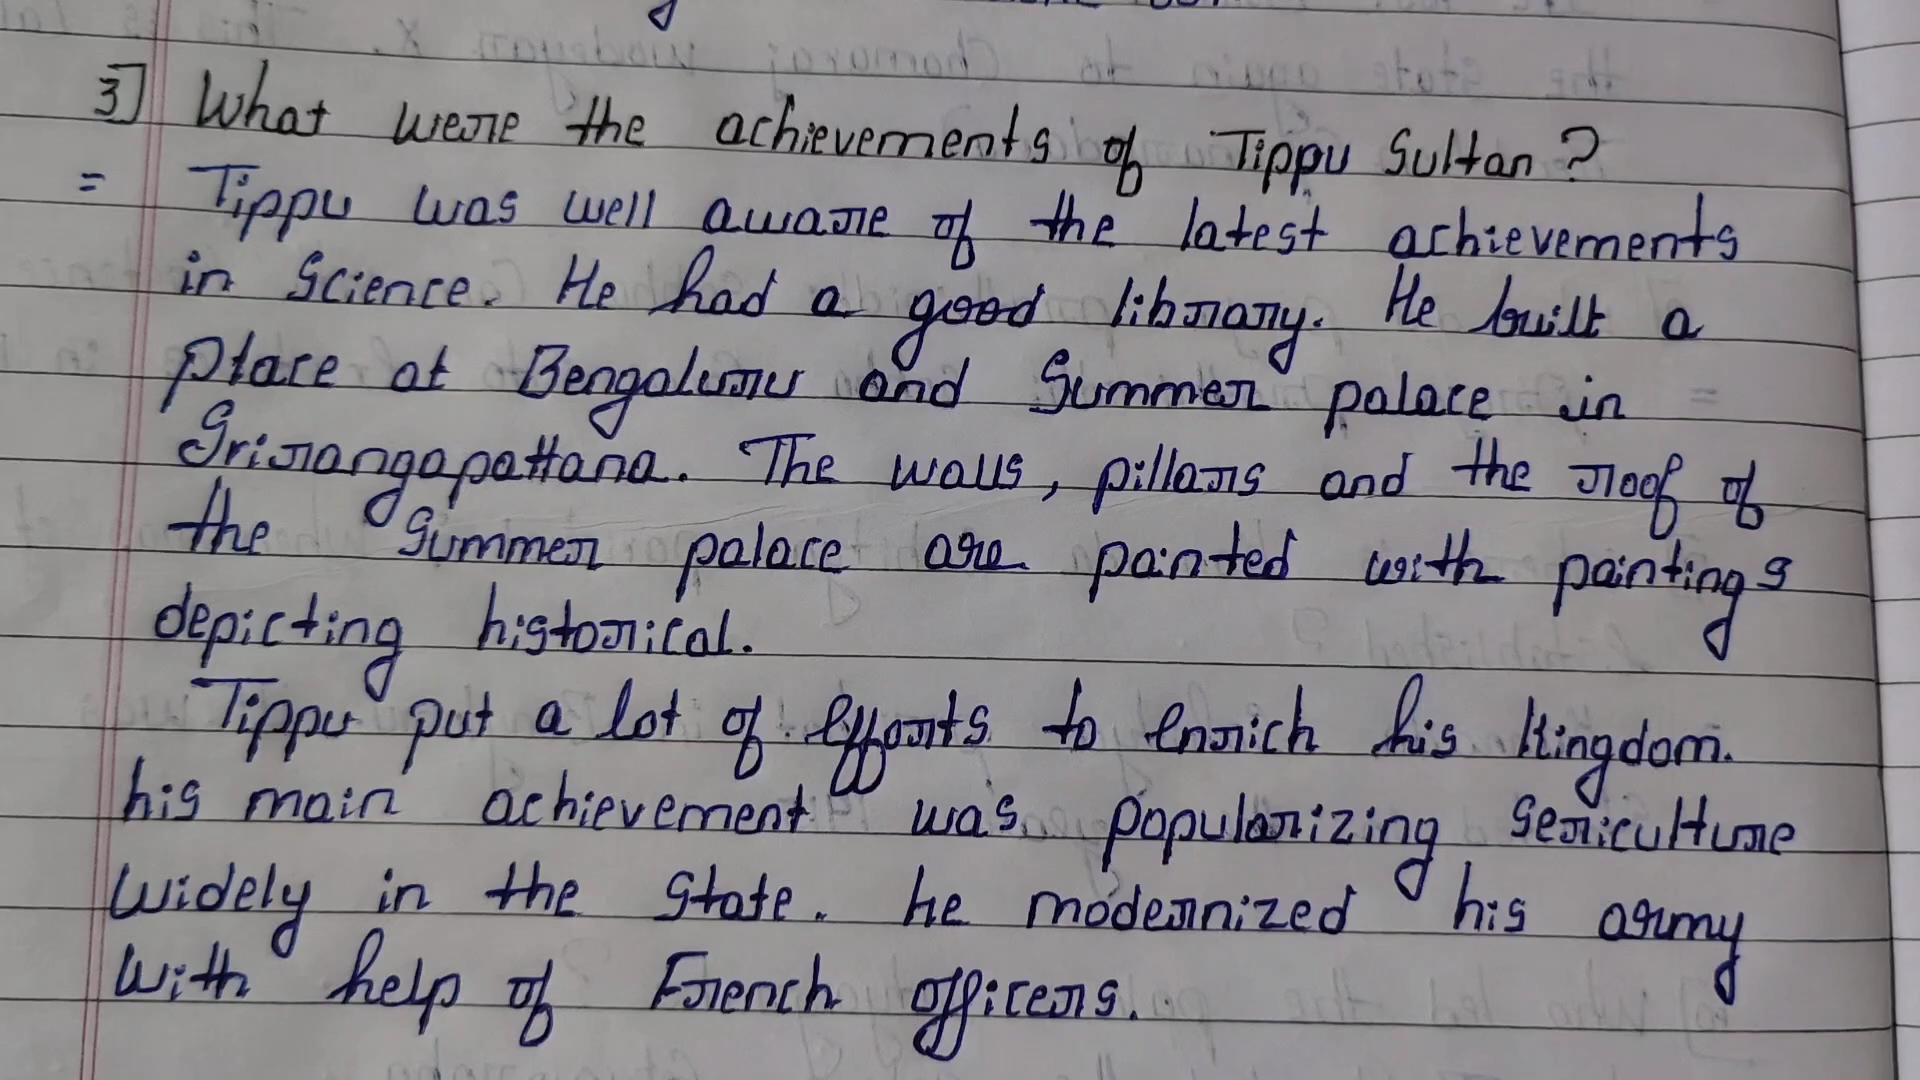 3] What were the achievements of Tippu Sultan?
= Tippu was well aware of the latest achievements
in Science. He had a good library. He built a
Place at Bengaluru and Summer palace in
Srirangapattana. The walls, pillars and the roof of
the Summer palace are painted with paintings
depicting historical.
Tippu put a lot of efforts to enrich his kingdom.
his main achievement was popularizing sericulture
widely in the state. he modernized his army
with help of French officers.